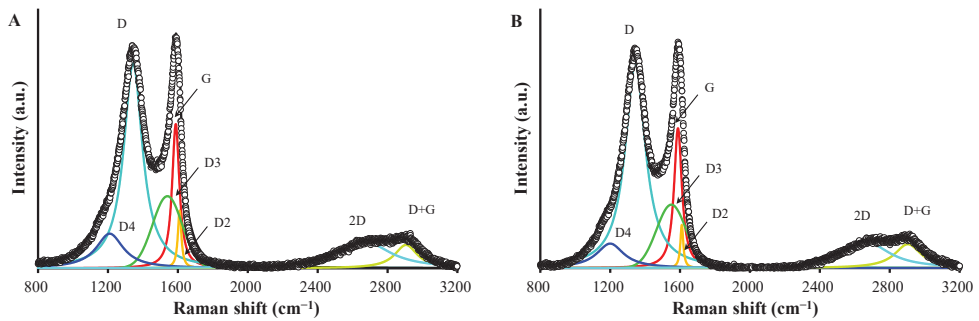 A
D
G
D3
D4
D2
2D
D+G
Intensity (a.u.)
800 1200 1600 2000 2400 2800 3200
Raman shift (cm⁻¹)
B
D
G
D3
D4
D2
2D
D+G
Intensity (a.u.)
800 1200 1600 2000 2400 2800 3200
Raman shift (cm⁻¹)